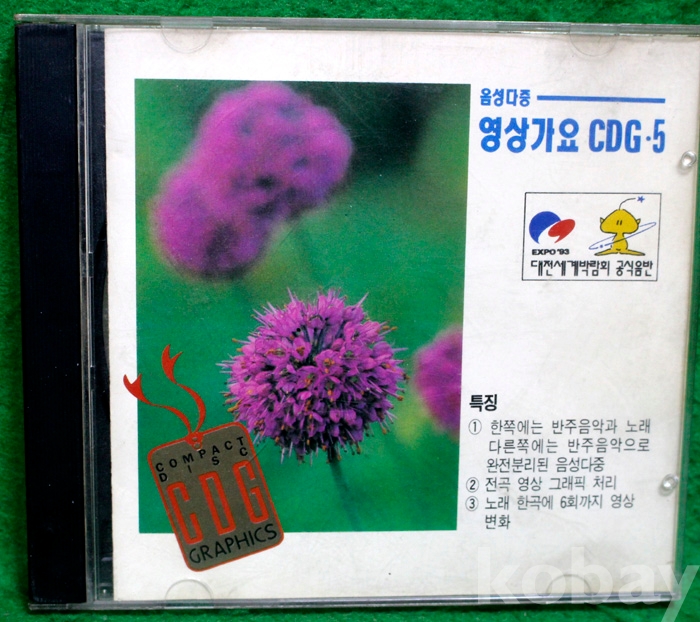 음성다중
영상가요 CDG·5
EXPO '93
대전세계박람회 공식음반
특징
① 한쪽에는 반주음악과 노래
다른쪽에는 반주음악으로
완전분리된 음성다중
② 전곡 영상 그래픽 처리
③ 노래 한곡에 6회까지 영상
변화
COMPACT
DISC
CDG
GRAPHICS
kobay